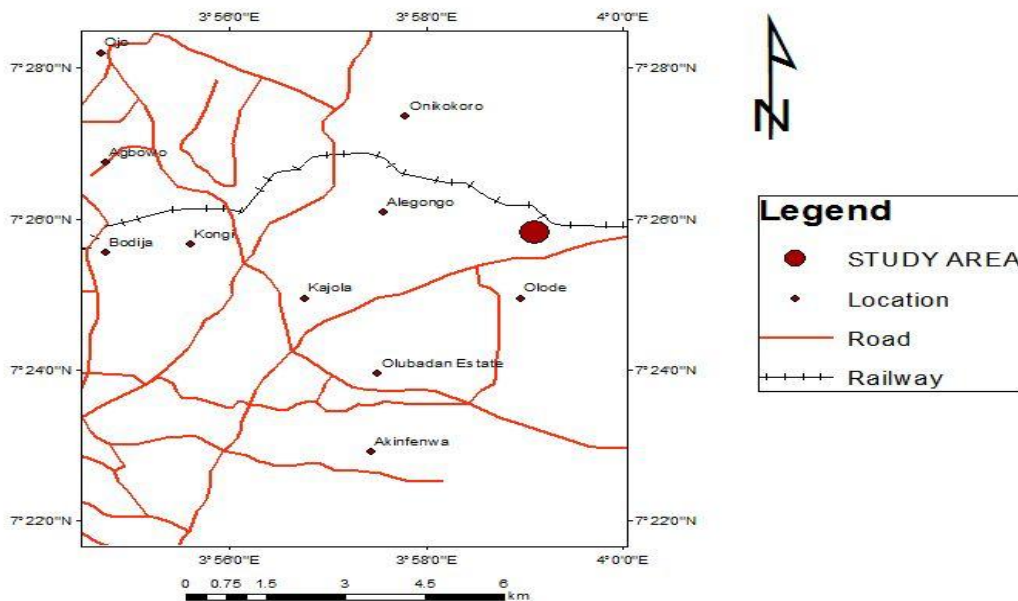 3°56'0"E 3°58'0"E 4°0'0"E
Ojo
7°28'0"N 7°28'0"N
Onikokoro
Agbowo
Alegongo
7°26'0"N 7°26'0"N
Kongi
Bodija
Kajola
Olode
Olubadan Estate
7°24'0"N 7°24'0"N
Akinfenwa
7°22'0"N 7°22'0"N
3°56'0"E 3°58'0"E 4°0'0"E
0 0.75 1.5 3 4.5 6
km
N
Legend
STUDY AREA
Location
Road
Railway